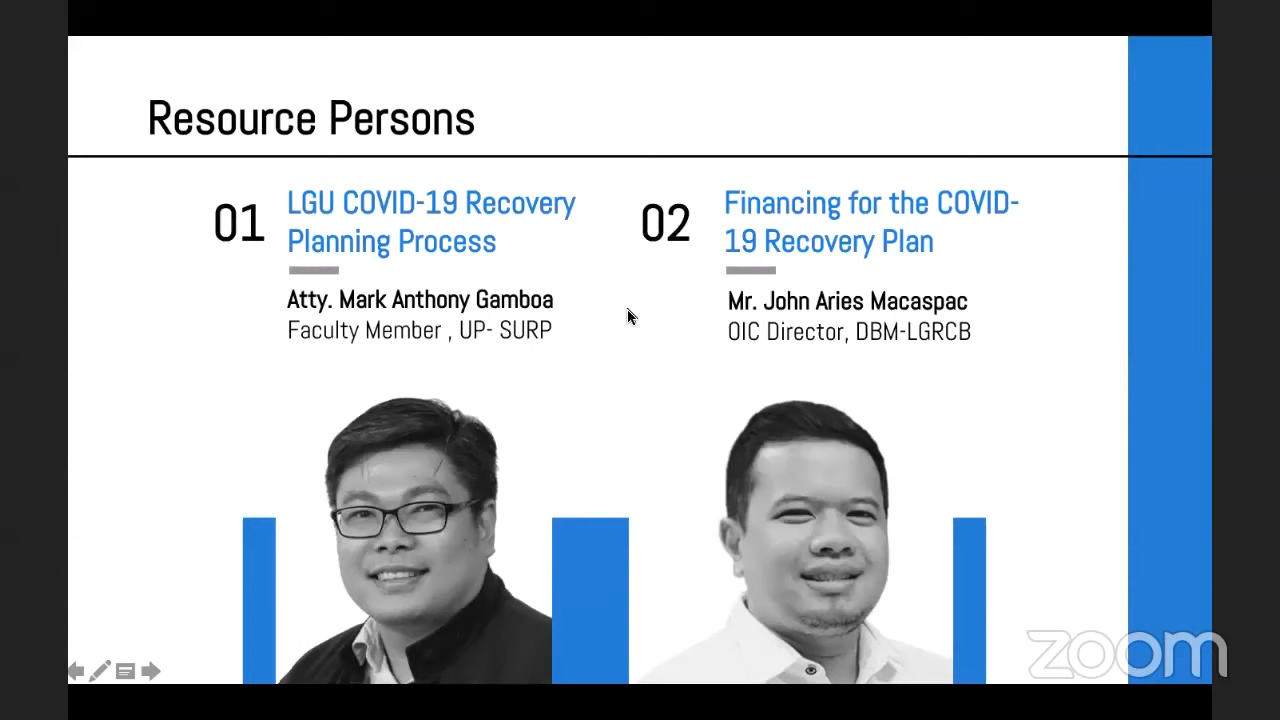 Resource Persons
01
LGU COVID-19 Recovery
Planning Process
Atty. Mark Anthony Gamboa
Faculty Member , UP- SURP
02
Financing for the COVID-
19 Recovery Plan
Mr. John Aries Macaspac
OIC Director, DBM-LGRCB
zoom